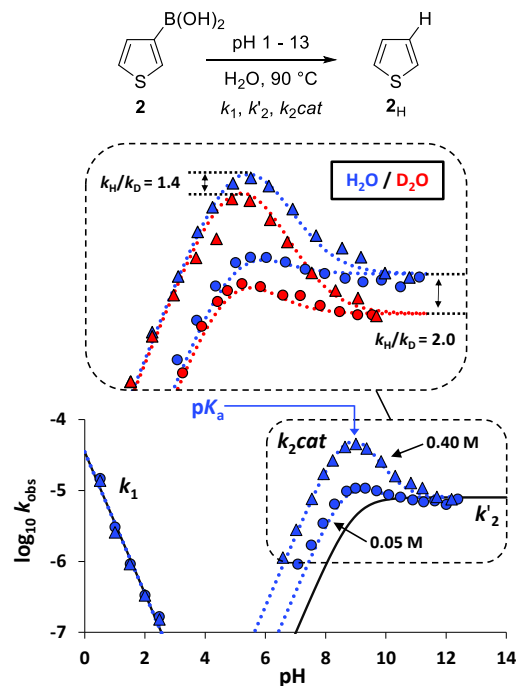 B(OH)₂
S
2
pH 1 - 13
H₂O, 90 °C
k₁, k'₂, k₂cat
H
S
2H
kH/kD = 1.4
H₂O / D₂O
kH/kD = 2.0
pKa
k₂cat
0.40 M
0.05 M
k₁
k'₂
log₁₀ kobs
-4
-5
-6
-7
0
2
4
6
8
10
12
14
pH